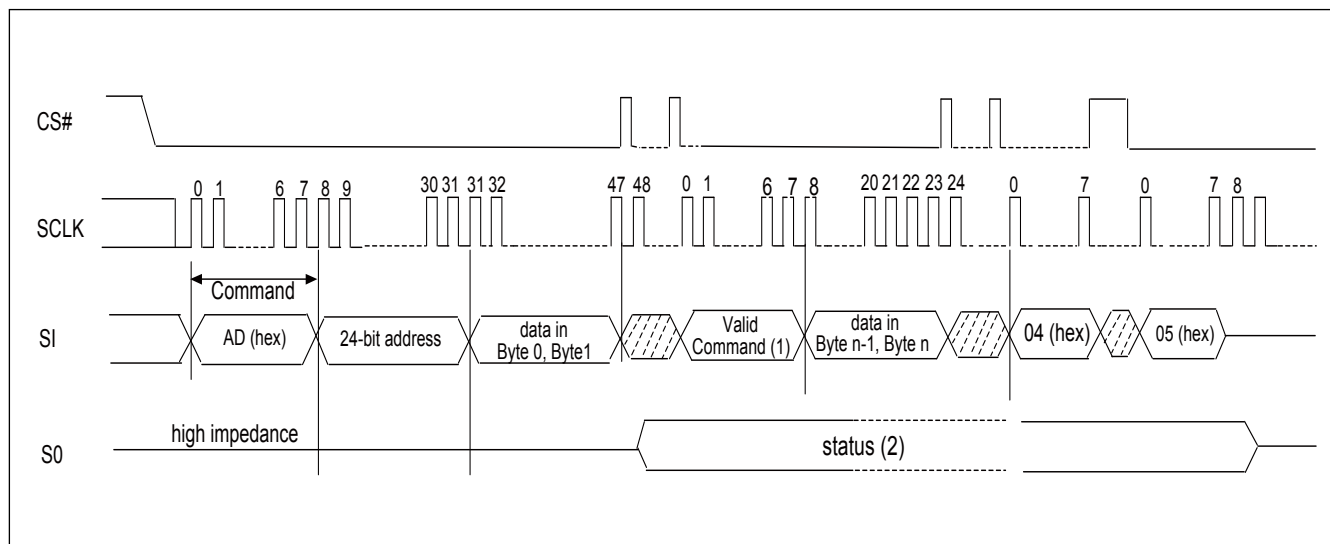 CS#
0 1 6 7 8 9 30 31 31 32 47 48 0 1 6 7 8 20 21 22 23 24 0 7 0 7 8
SCLK
Command
SI
AD (hex)
24-bit address
data in
Byte 0, Byte1
Valid
Command (1)
data in
Byte n-1, Byte n
04 (hex)
05 (hex)
high impedance
S0
status (2)